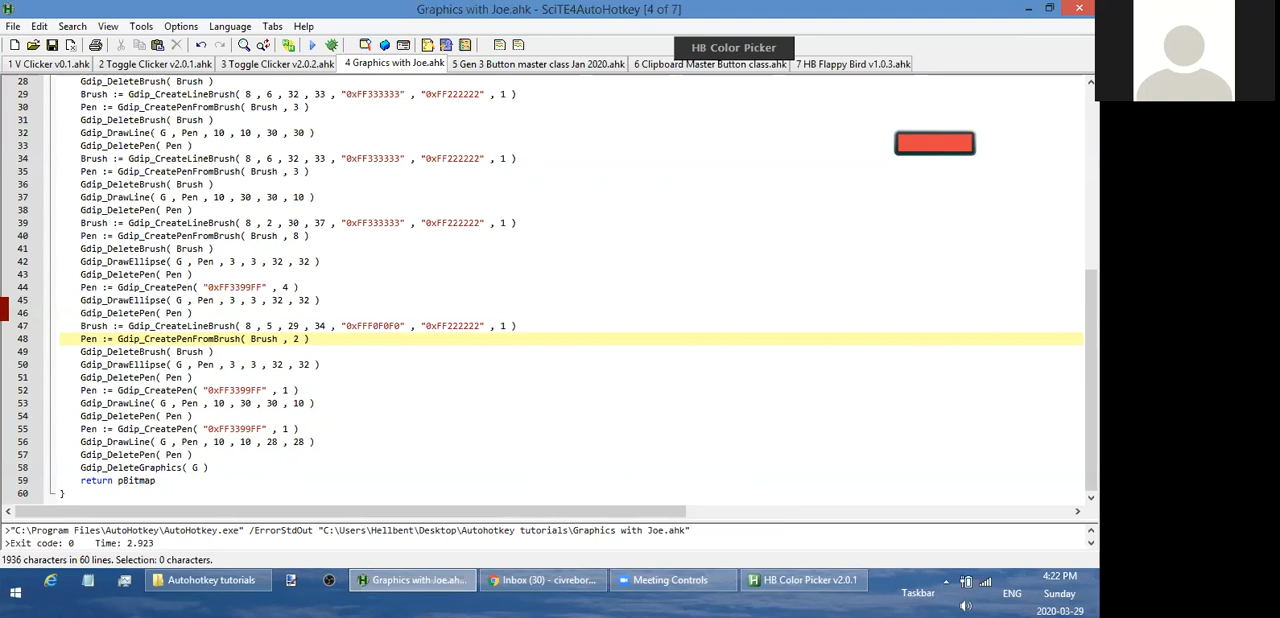 Graphics with Joe.ahk - SciTE4AutoHotkey [4 of 7]
File Edit Search View Tools Options Language Tabs Help
HB Color Picker
1 V Clicker v0.1.ahk 2 Toggle Clicker v2.0.1.ahk 3 Toggle Clicker v2.0.2.ahk 4 Graphics with Joe.ahk 5 Gen 3 Button master class Jan 2020.ahk 6 Clipboard Master Button class.ahk 7 HB Flappy Bird v1.0.3.ahk
28 Gdip_DeleteBrush( Brush )
29 Brush := Gdip_CreateLineBrush( 8 , 6 , 32 , 33 , "0xFF333333" , "0xFF222222" , 1 )
30 Pen := Gdip_CreatePenFromBrush( Brush , 3 )
31 Gdip_DeleteBrush( Brush )
32 Gdip_DrawLine( G , Pen , 10 , 10 , 30 , 30 )
33 Gdip_DeletePen( Pen )
34 Brush := Gdip_CreateLineBrush( 8 , 6 , 32 , 33 , "0xFF333333" , "0xFF222222" , 1 )
35 Pen := Gdip_CreatePenFromBrush( Brush , 3 )
36 Gdip_DeleteBrush( Brush )
37 Gdip_DrawLine( G , Pen , 10 , 30 , 30 , 10 )
38 Gdip_DeletePen( Pen )
39 Brush := Gdip_CreateLineBrush( 8 , 2 , 30 , 37 , "0xFF333333" , "0xFF222222" , 1 )
40 Pen := Gdip_CreatePenFromBrush( Brush , 8 )
41 Gdip_DeleteBrush( Brush )
42 Gdip_DrawEllipse( G , Pen , 3 , 3 , 32 , 32 )
43 Gdip_DeletePen( Pen )
44 Pen := Gdip_CreatePen( "0xFF3399FF" , 4 )
45 Gdip_DrawEllipse( G , Pen , 3 , 3 , 32 , 32 )
46 Gdip_DeletePen( Pen )
47 Brush := Gdip_CreateLineBrush( 8 , 5 , 29 , 34 , "0xFFF0F0F0" , "0xFF222222" , 1 )
48 Pen := Gdip_CreatePenFromBrush( Brush , 2 )
49 Gdip_DeleteBrush( Brush )
50 Gdip_DrawEllipse( G , Pen , 3 , 3 , 32 , 32 )
51 Gdip_DeletePen( Pen )
52 Pen := Gdip_CreatePen( "0xFF3399FF" , 1 )
53 Gdip_DrawLine( G , Pen , 10 , 30 , 30 , 10 )
54 Gdip_DeletePen( Pen )
55 Pen := Gdip_CreatePen( "0xFF3399FF" , 1 )
56 Gdip_DrawLine( G , Pen , 10 , 10 , 28 , 28 )
57 Gdip_DeletePen( Pen )
58 Gdip_DeleteGraphics( G )
59 return pBitmap
60 }
>"C:\Program Files\AutoHotkey\AutoHotkey.exe" /ErrorStdOut "C:\Users\Hellbent\Desktop\Autohotkey tutorials\Graphics with Joe.ahk"
>Exit code: 0 Time: 2.923
1936 characters in 60 lines. Selection: 0 characters.
Autohotkey tutorials Graphics with Joe.ah... Inbox (30) - civrebor... Meeting Controls HB Color Picker v2.0.1
Taskbar
ENG
4:22 PM
Sunday
2020-03-29